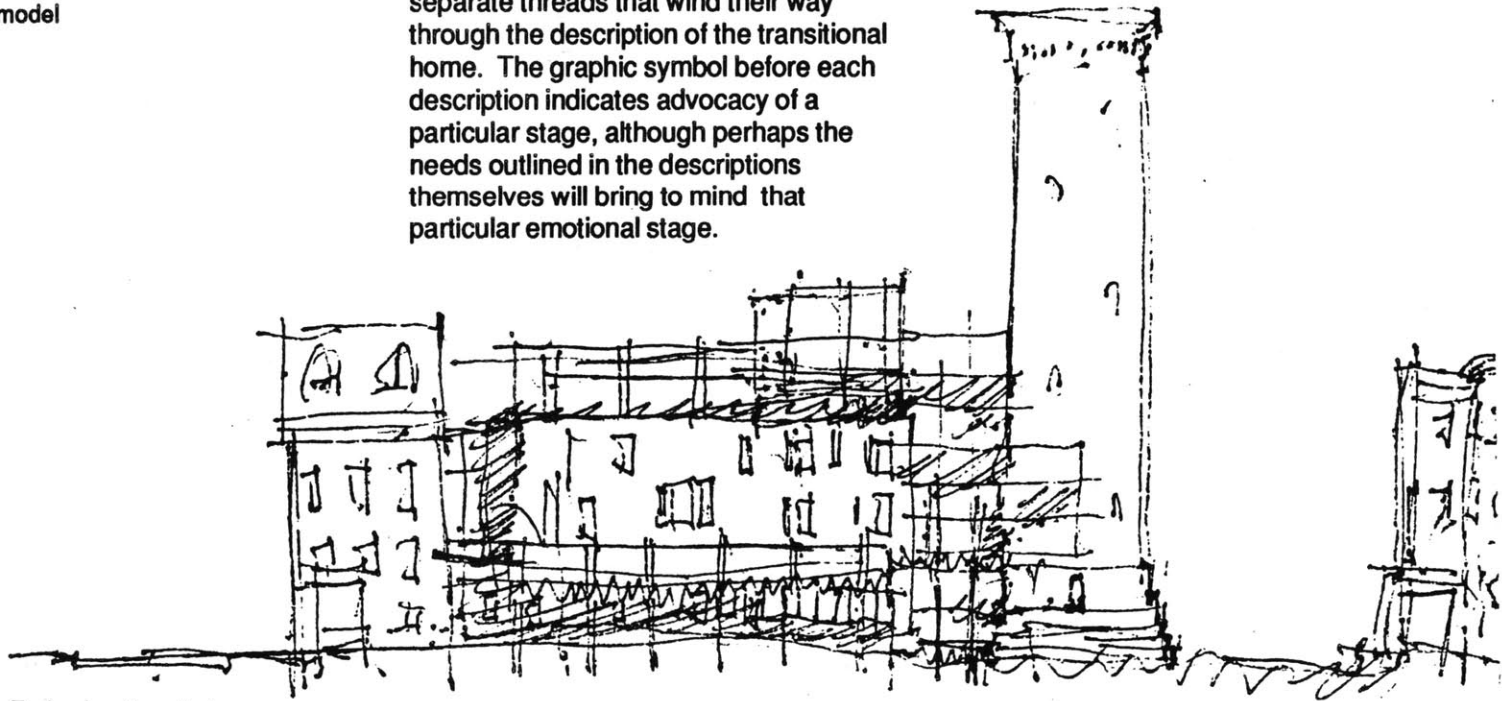 model
separate threads that wind their way
through the description of the transitional
home. The graphic symbol before each
description indicates advocacy of a
particular stage, although perhaps the
needs outlined in the descriptions
themselves will bring to mind that
particular emotional stage.